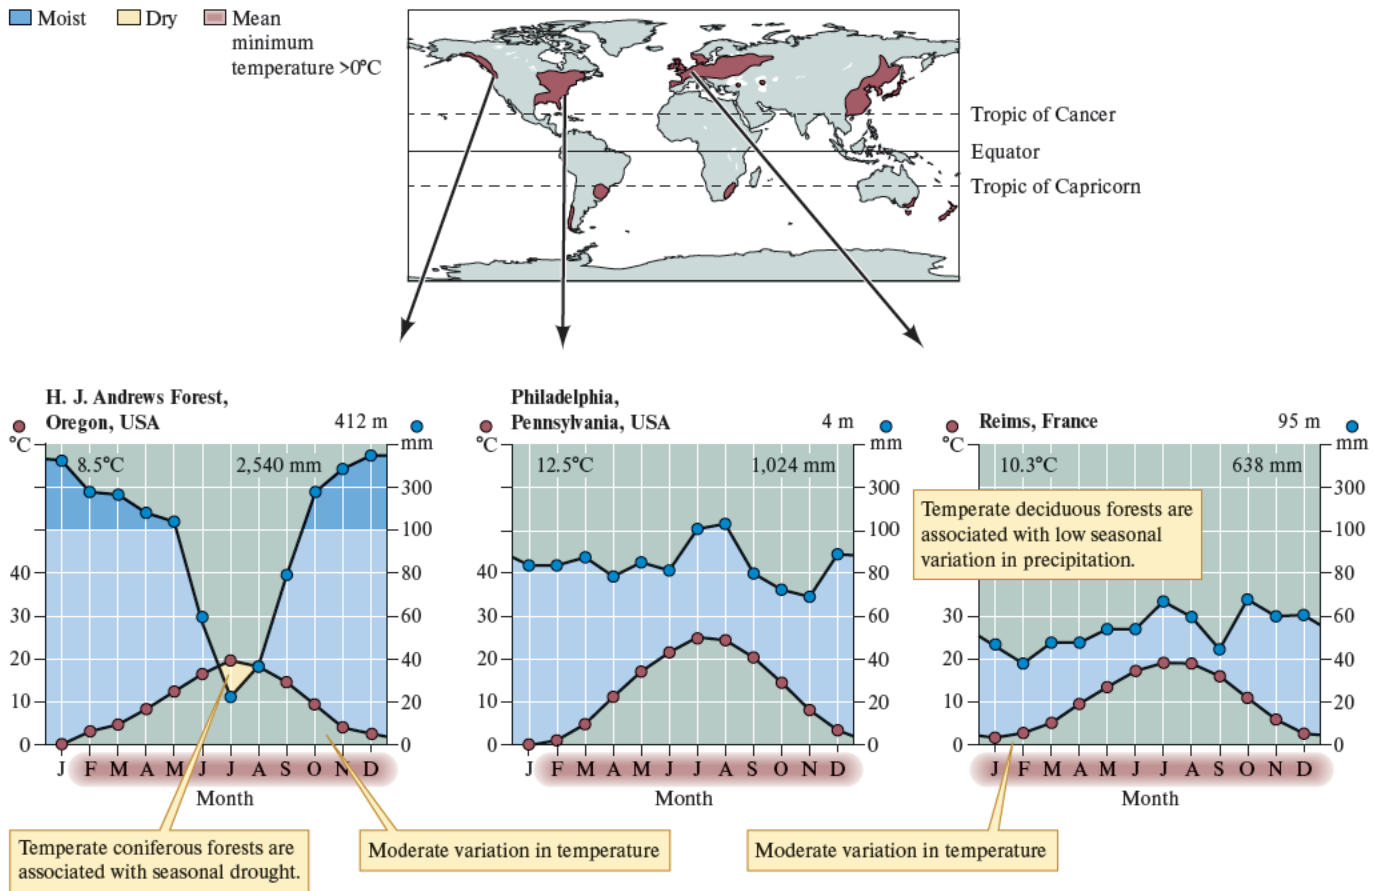 Moist
Dry
Mean
minimum
temperature >0°C
Tropic of Cancer
Equator
Tropic of Capricorn
H. J. Andrews Forest,
Oregon, USA
412 m
°C
mm
8.5°C
2,540 mm
300
100
40
80
30
60
20
40
10
20
0
0
J F M A M J J A S O N D
Month
Temperate coniferous forests are
associated with seasonal drought.
Moderate variation in temperature
Philadelphia,
Pennsylvania, USA
4 m
°C
mm
12.5°C
1,024 mm
300
100
40
80
30
60
20
40
10
20
0
0
J F M A M J J A S O N D
Month
Reims, France
95 m
°C
mm
10.3°C
638 mm
300
100
Temperate deciduous forests are
associated with low seasonal
variation in precipitation.
80
30
60
20
40
10
20
0
0
J F M A M J J A S O N D
Month
Moderate variation in temperature